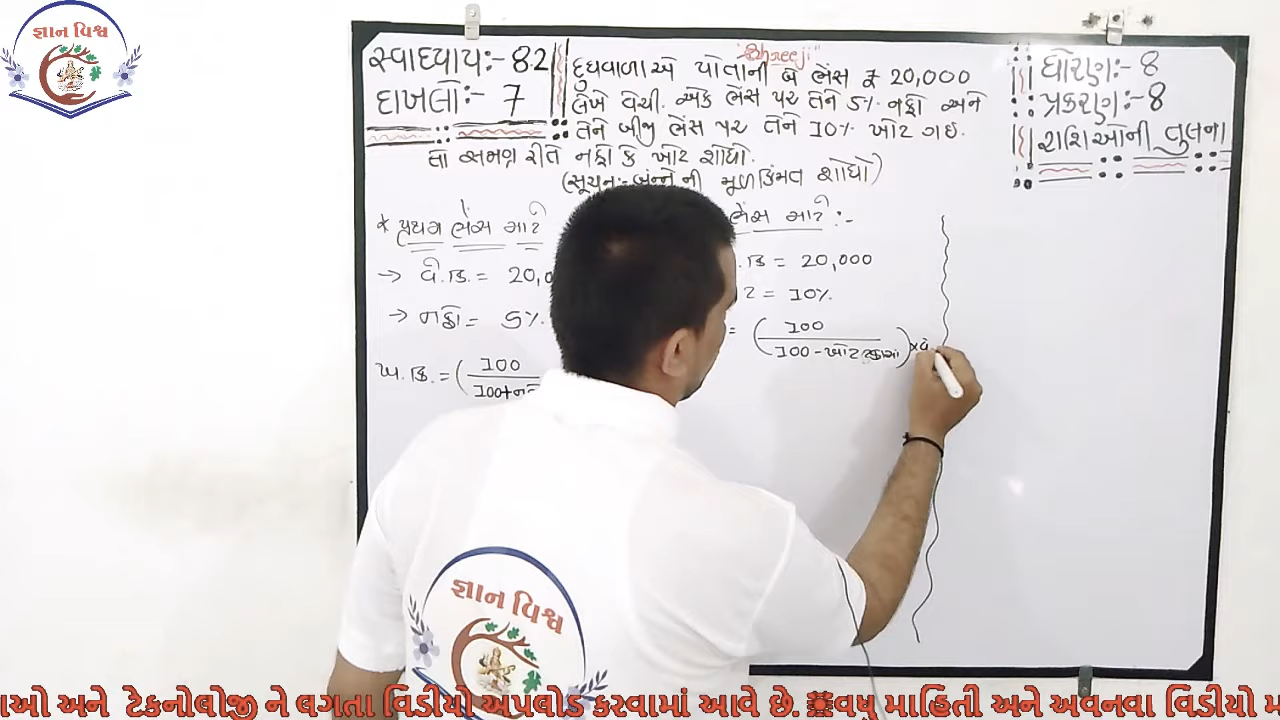 જ્ઞાન વિશ્વ
સ્વાધ્યાય:- 8.2
દાખલો:- 7
"Shreeji"
દુધવાળાએ પોતાની બે ભેંસ ₹ 20,000
લેખે વેચી. એક ભેંસ પર તેને 5% નફો અને
તેને બીજી ભેંસ પર તેને 10% ખોટ ગઇ.
તો સમગ્ર રીતે નફો કે ખોટ શોધો.
(સૂચન:- બંન્નેની મૂળકિંમત શોધો)
ધોરણ:- 8
પ્રકરણ:- 8
રાશિઓની તુલના
* પ્રથમ ભેંસ માટે
→ વે.કિ. = 20,0
→ નફો = 5%.
ખ.કિ. = (100
100+ન
ભેંસ માટે :-
.કિ = 20,000
ટ = 10%.
= (100
100 - ખોટ ટકામાં) × વે.
જ્ઞાન વિશ્વ
ાઓ અને ટેકનોલોજી ને લગતા વિડીયો અપલોડ કરવામાં આવે છે. વધુ માહિતી અને અવનવા વિડીયો મ